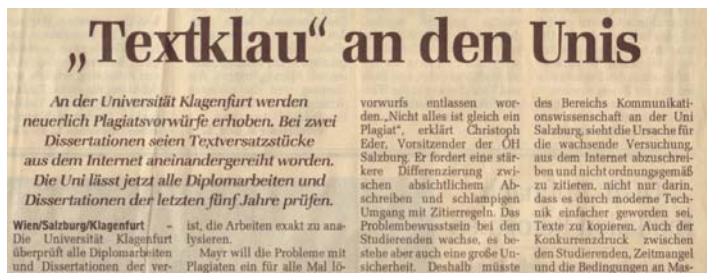 „Textklau“ an den Unis
An der Universität Klagenfurt werden
neuerlich Plagiatsvorwürfe erhoben. Bei zwei
Dissertationen seien Textversatzstücke
aus dem Internet aneinandergereiht worden.
Die Uni lässt jetzt alle Diplomarbeiten und
Dissertationen der letzten fünf Jahre prüfen.
Wien/Salzburg/Klagenfurt –
Die Universität Klagenfurt
überprüft alle Diplomarbeiten
und Dissertationen der ver-
ist, die Arbeiten exakt zu ana-
lysieren.
Mayr will die Probleme mit
Plagiaten ein für alle Mal lö-
vorwurfs entlassen wor-
den. „Nicht alles ist gleich ein
Plagiat“, erklärt Christoph
Eder, Vorsitzender der ÖH
Salzburg. Er fordert eine stär-
kere Differenzierung zwi-
schen absichtlichem Ab-
schreiben und schlampigen
Umgang mit Zitierregeln. Das
Problembewusstsein bei den
Studierenden wachse, es be-
stehe aber auch eine große Un-
sicherheit. Deshalb müsste
des Bereichs Kommunikati-
onswissenschaft an der Uni
Salzburg, sieht die Ursache für
die wachsende Versuchung,
aus dem Internet abzuschrei-
ben und nicht ordnungsgemäß
zu zitieren, nicht nur darin,
dass es durch moderne Tech-
nik einfacher geworden sei,
Texte zu kopieren. Auch der
Konkurrenzdruck zwischen
den Studierenden, Zeitmangel
und die Bedingungen an Mas-